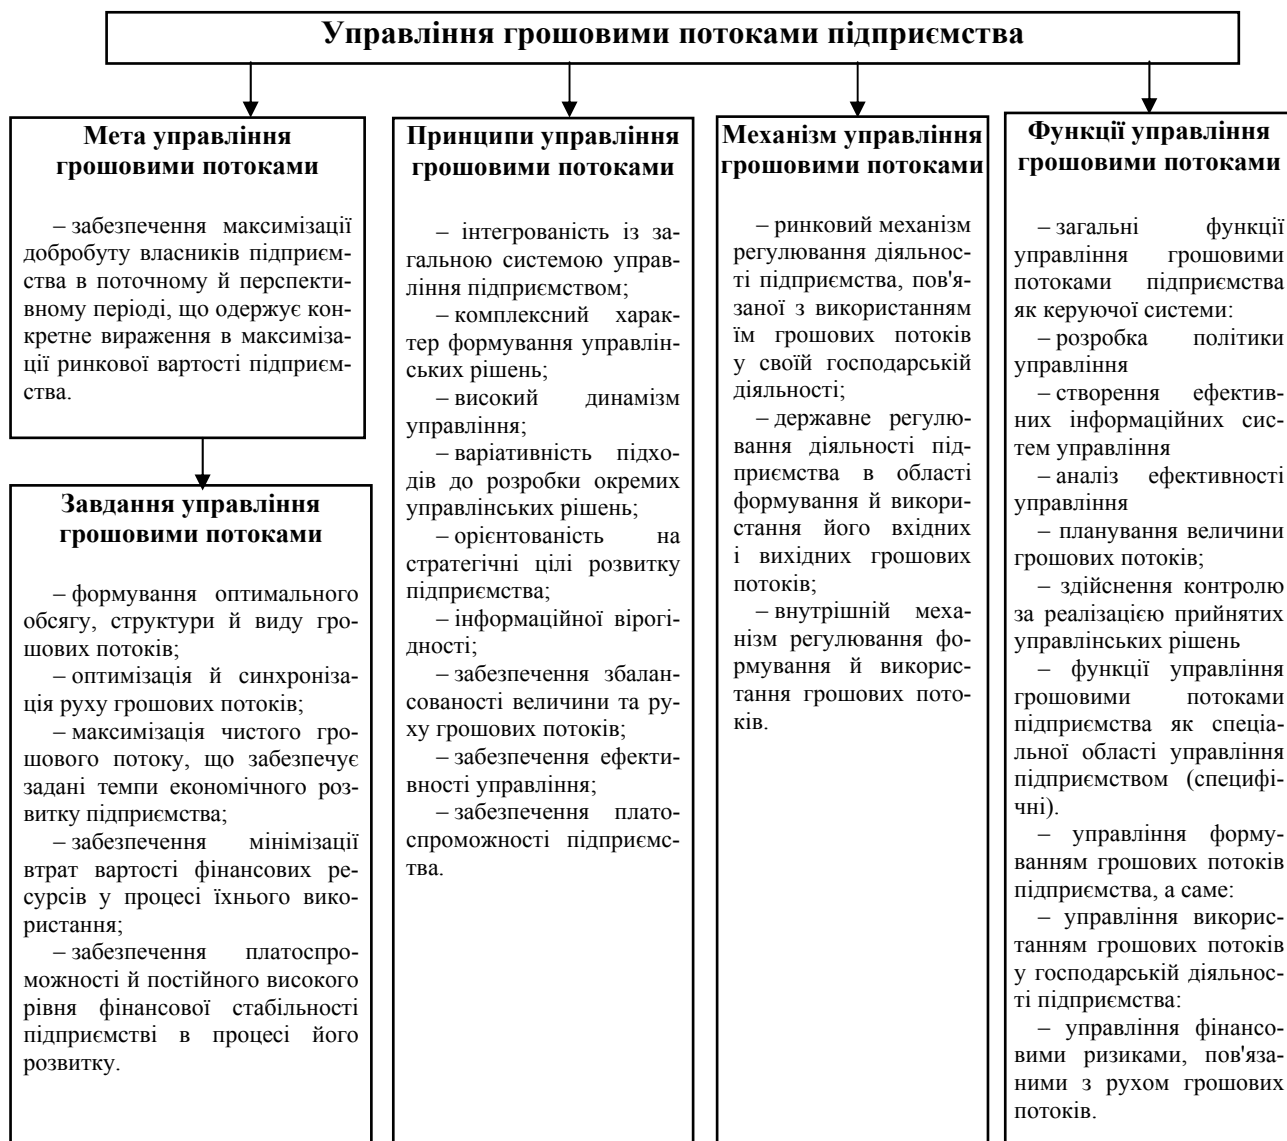 Управління грошовими потоками підприємства
Мета управління
грошовими потоками
– забезпечення максимізації
добробуту власників підприєм-
ства в поточному й перспекти-
вному періоді, що одержує кон-
кретне вираження в максиміза-
ції ринкової вартості підприєм-
ства.
Завдання управління
грошовими потоками
– формування оптимального
обсягу, структури й виду гро-
шових потоків;
– оптимізація й синхроніза-
ція руху грошових потоків;
– максимізація чистого гро-
шового потоку, що забезпечує
задані темпи економічного роз-
витку підприємства;
– забезпечення мінімізації
втрат вартості фінансових ре-
сурсів у процесі їхнього вико-
ристання;
– забезпечення платоспро-
можності й постійного високого
рівня фінансової стабільності
підприємстві в процесі його
розвитку.
Принципи управління
грошовими потоками
– інтегрованість із за-
гальною системою управ-
ління підприємством;
– комплексний харак-
тер формування управлін-
ських рішень;
– високий динамізм
управління;
– варіативність підхо-
дів до розробки окремих
управлінських рішень;
– орієнтованість на
стратегічні цілі розвитку
підприємства;
– інформаційної вірогі-
дності;
– забезпечення збалан-
сованості величини та ру-
ху грошових потоків;
– забезпечення ефекти-
вності управління;
– забезпечення плато-
спроможності підприємс-
тва.
Механізм управління
грошовими потоками
– ринковий механізм
регулювання діяльнос-
ті підприємства, пов'я-
заної з використанням
їм грошових потоків
у своїй господарській
діяльності;
– державне регулю-
вання діяльності під-
приємства в області
формування й викори-
стання його вхідних
і вихідних грошових
потоків;
– внутрішній меха-
нізм регулювання фо-
рмування й викорис-
тання грошових пото-
ків.
Функції управління
грошовими потоками
– загальні функції
управління грошовими
потоками підприємства
як керуючої системи:
– розробка політики
управління
– створення ефектив-
них інформаційних сис-
тем управління
– аналіз ефективності
управління
– планування величини
грошових потоків;
– здійснення контролю
за реалізацією прийнятих
управлінських рішень
– функції управління
грошовими потоками
підприємства як спеціа-
льної області управління
підприємством (специфі-
чні).
– управління форму-
ванням грошових потоків
підприємства, а саме:
– управління викорис-
танням грошових потоків
у господарській діяльнос-
ті підприємства:
– управління фінансо-
вими ризиками, пов'яза-
ними з рухом грошових
потоків.